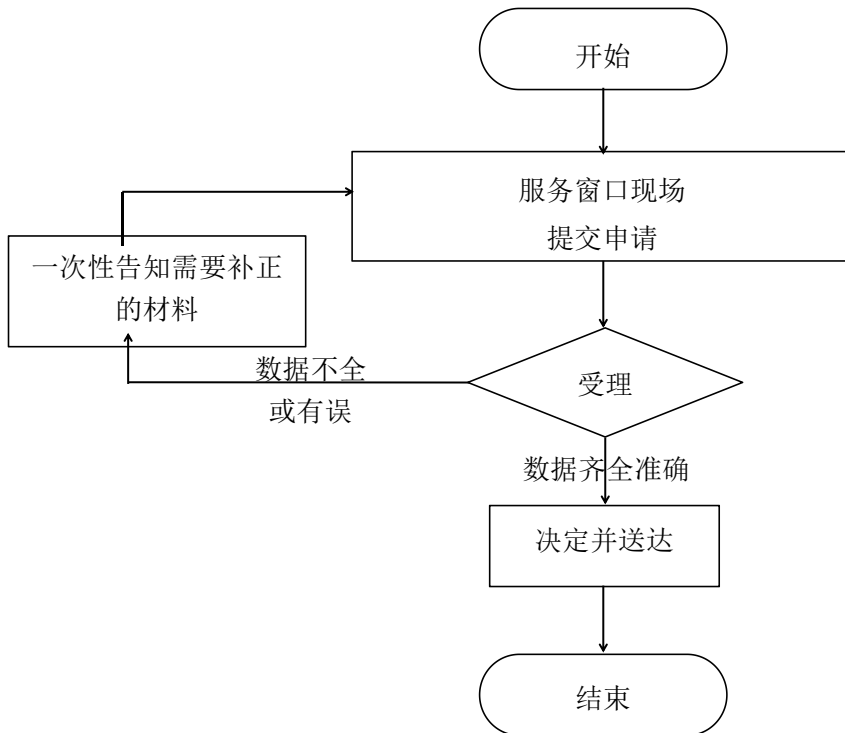 开始
服务窗口现场
提交申请
一次性告知需要补正
的材料
数据不全
或有误
受理
数据齐全准确
决定并送达
结束